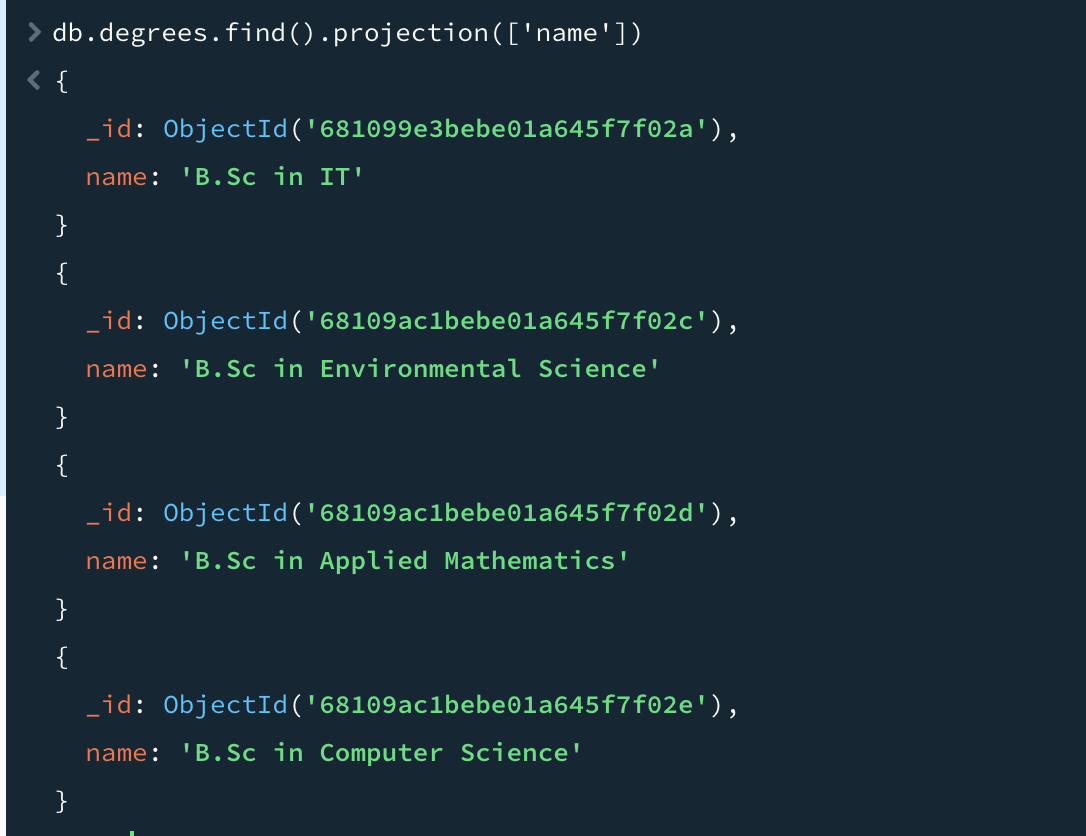 > db.degrees.find().projection(['name'])
< {
_id: ObjectId('681099e3bebe01a645f7f02a'),
name: 'B.Sc in IT'
}
{
_id: ObjectId('68109ac1bebe01a645f7f02c'),
name: 'B.Sc in Environmental Science'
}
{
_id: ObjectId('68109ac1bebe01a645f7f02d'),
name: 'B.Sc in Applied Mathematics'
}
{
_id: ObjectId('68109ac1bebe01a645f7f02e'),
name: 'B.Sc in Computer Science'
}